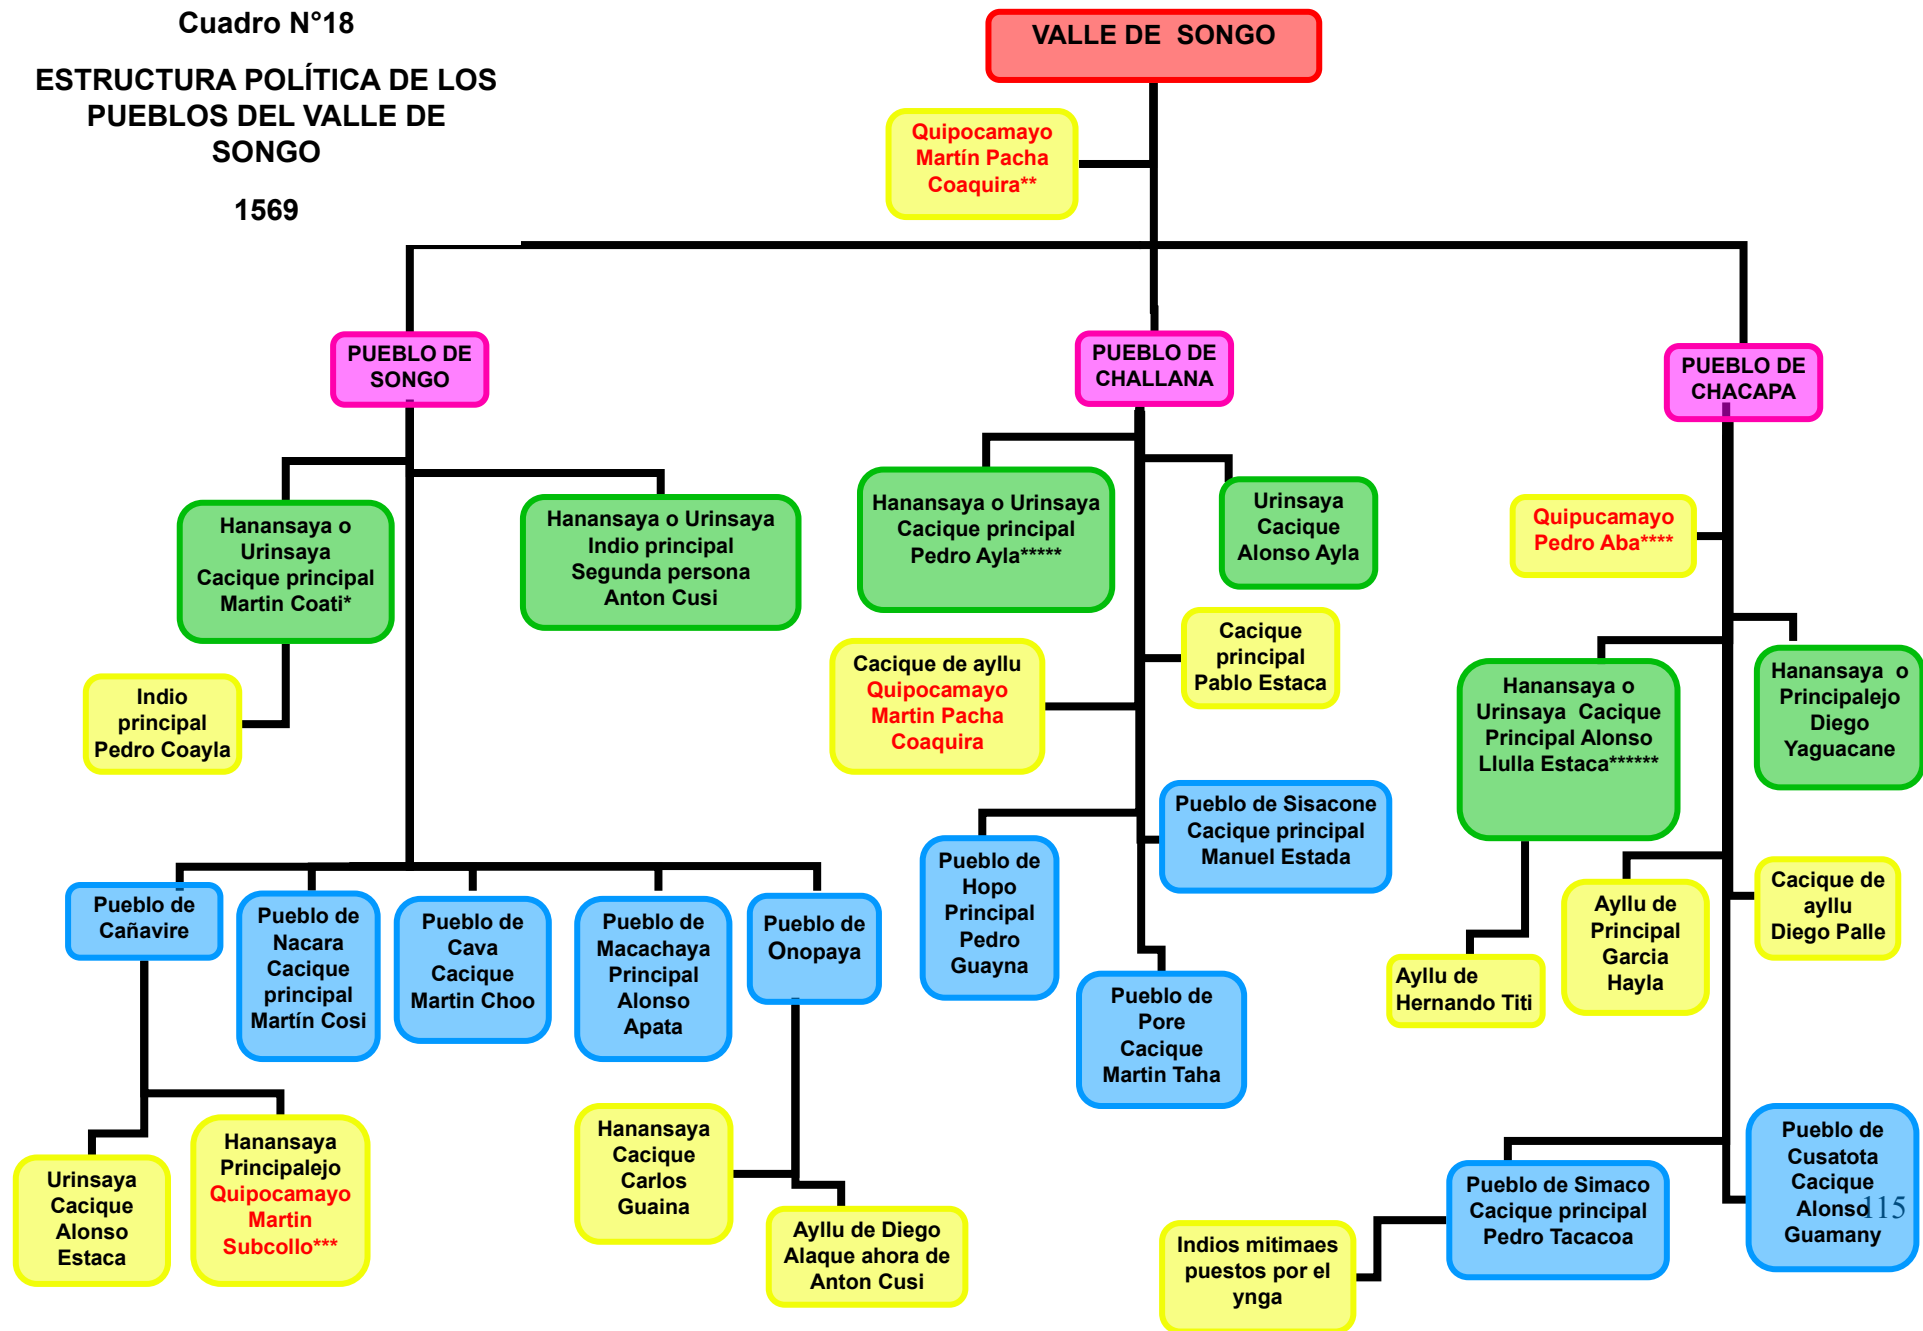 Cuadro N°18
ESTRUCTURA POLÍTICA DE LOS
PUEBLOS DEL VALLE DE
SONGO
1569
VALLE DE SONGO
Quipocamayo
Martín Pacha
Coaquira**
PUEBLO DE
SONGO
PUEBLO DE
CHALLANA
PUEBLO DE
CHACAPA
Hanansaya o
Urinsaya
Cacique principal
Martin Coati*
Hanansaya o Urinsaya
Indio principal
Segunda persona
Anton Cusi
Indio
principal
Pedro Coayla
Hanansaya o Urinsaya
Cacique principal
Pedro Ayla*****
Urinsaya
Cacique
Alonso Ayla
Cacique de ayllu
Quipocamayo
Martin Pacha
Coaquira
Cacique
principal
Pablo Estaca
Quipucamayo
Pedro Aba****
Hanansaya o
Urinsaya Cacique
Principal Alonso
Llulla Estaca******
Hanansaya o
Principalejo
Diego
Yaguacane
Pueblo de
Cañavire
Pueblo de
Nacara
Cacique
principal
Martín Cosi
Pueblo de
Cava
Cacique
Martin Choo
Pueblo de
Macachaya
Principal
Alonso
Apata
Pueblo de
Onopaya
Pueblo de
Hopo
Principal
Pedro
Guayna
Pueblo de Sisacone
Cacique principal
Manuel Estada
Pueblo de
Pore
Cacique
Martin Taha
Ayllu de
Hernando Titi
Ayllu de
Principal
Garcia
Hayla
Cacique de
ayllu
Diego Palle
Urinsaya
Cacique
Alonso
Estaca
Hanansaya
Principalejo
Quipocamayo
Martin
Subcollo***
Hanansaya
Cacique
Carlos
Guaina
Ayllu de Diego
Alaque ahora de
Anton Cusi
Indios mitimaes
puestos por el
ynga
Pueblo de Simaco
Cacique principal
Pedro Tacacoa
Pueblo de
Cusatota
Cacique
Alonso
Guamany
115